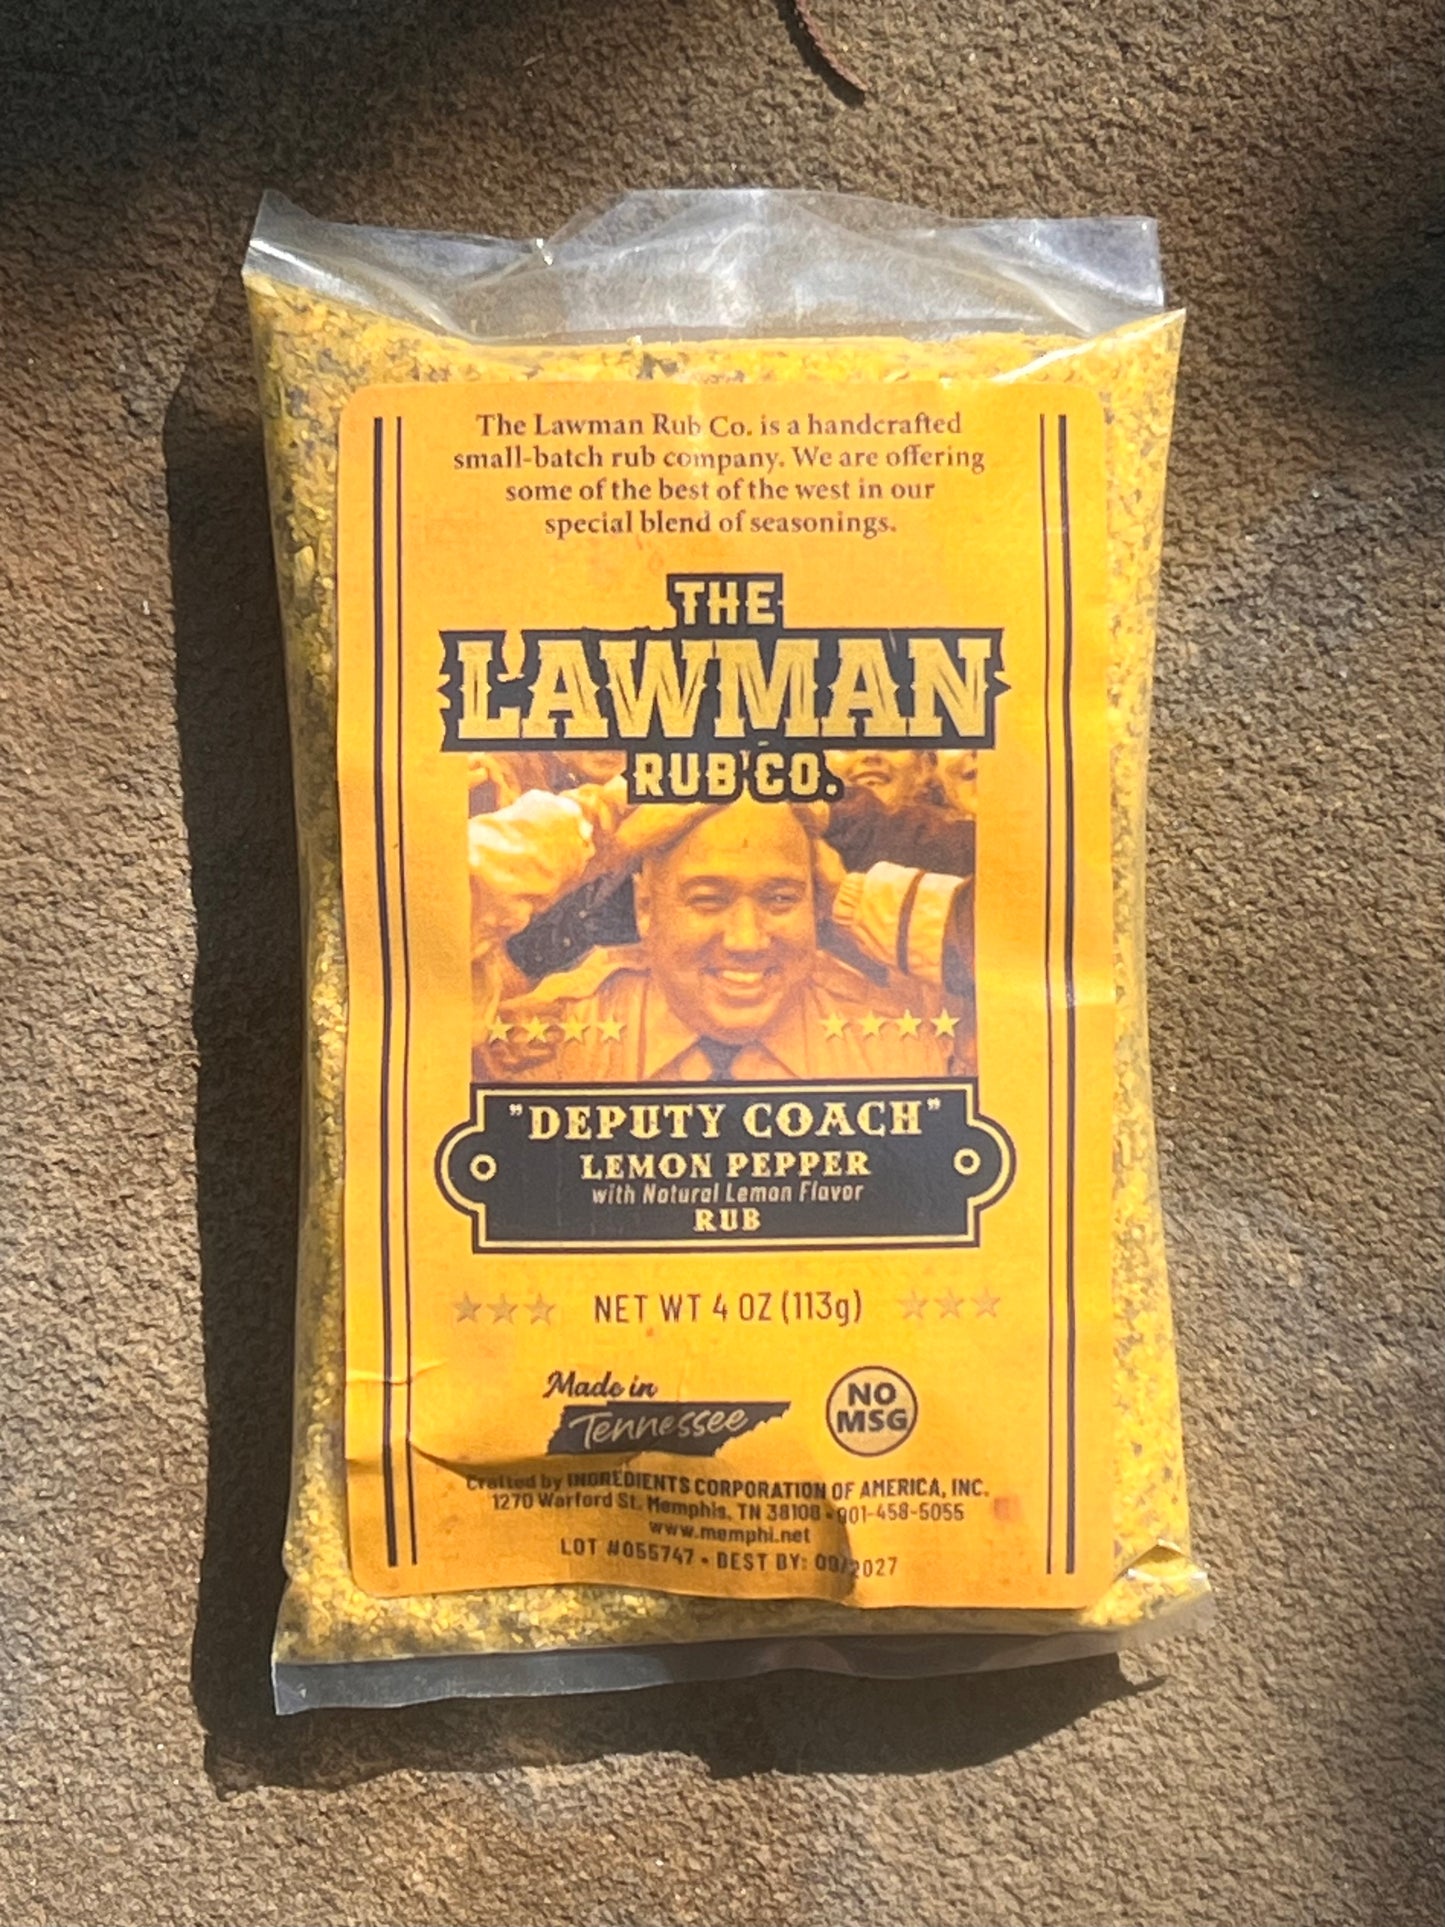 The Lawman Rub Co. is a handcrafted
small-batch rub company. We are offering
some of the best of the west in our
special blend of seasonings.
THE
LAWMAN
RUB CO.
"DEPUTY COACH"
LEMON PEPPER
with Natural Lemon Flavor
RUB
NET WT 4 OZ (113g)
Made in
Tennessee
NO
MSG
Crafted by INGREDIENTS CORPORATION OF AMERICA, INC.
1270 Warford St. Memphis, TN 38108 • 901-458-5055
www.memphi.net
LOT #055747 • BEST BY: 09/2027